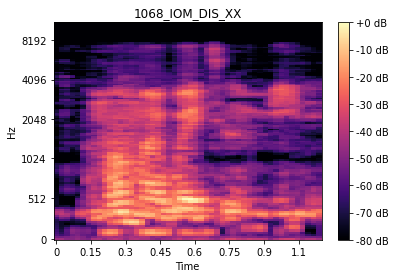 1068_IOM_DIS_XX
Hz
8192
4096
2048
1024
512
0
0
0.15
0.3
0.45
0.6
0.75
0.9
1.1
Time
+0 dB
-10 dB
-20 dB
-30 dB
-40 dB
-50 dB
-60 dB
-70 dB
-80 dB